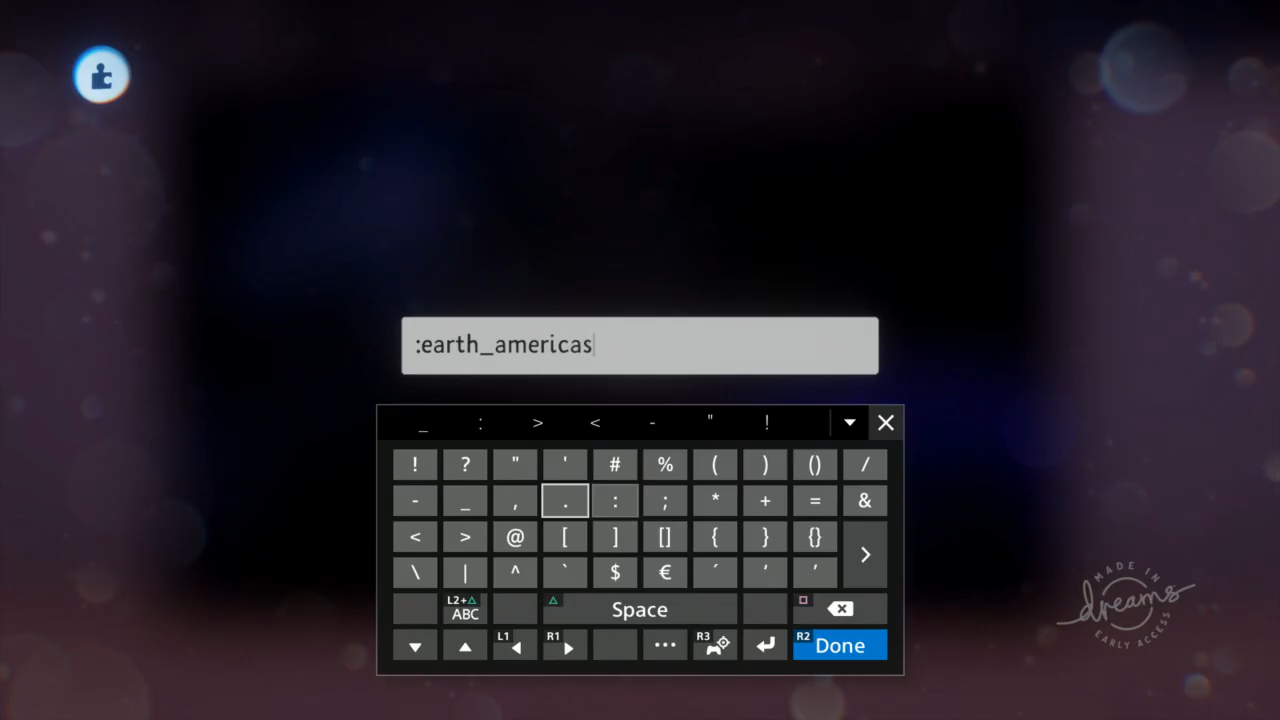 :earth_americas
_ : > < - " !
! ? " ' # % ( ) () /
- _ , . : ; * + = &
< > @ [ ] [] { } {} >
\ | ^ ` $ € ´ ‘ ’
L2+△ ABC △ Space □
L1 R1 ... R3 R2 Done
MADE IN
dreams
EARLY ACCESS